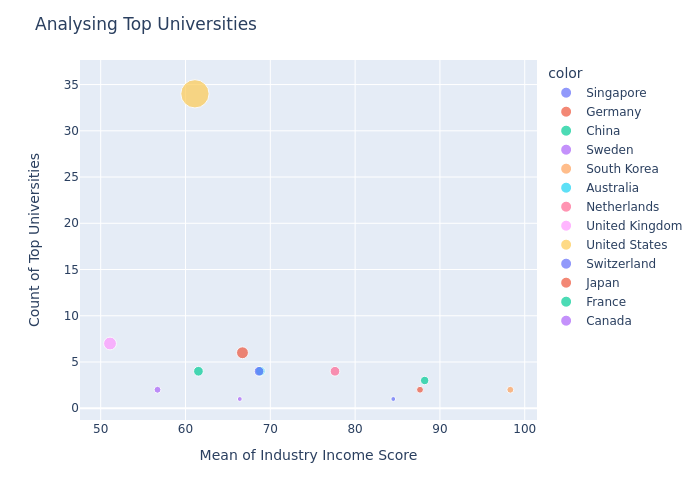 Analysing Top Universities
color
Singapore
Germany
China
Sweden
South Korea
Australia
Netherlands
United Kingdom
United States
Switzerland
Japan
France
Canada
Count of Top Universities
35
30
25
20
15
10
5
0
50 60 70 80 90 100
Mean of Industry Income Score